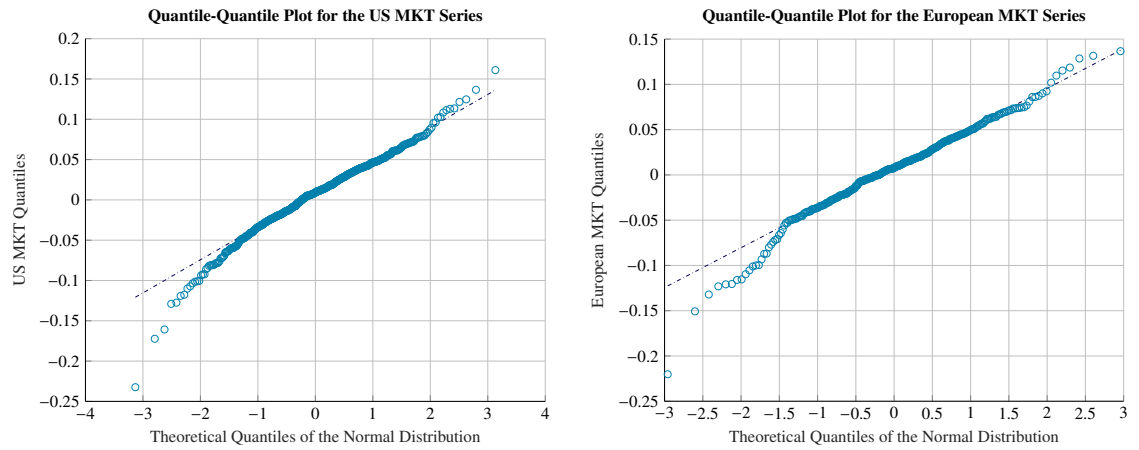 Quantile-Quantile Plot for the US MKT Series
0.2
0.15
0.1
0.05
0
−0.05
−0.1
−0.15
−0.2
−0.25
US MKT Quantiles
−4 −3 −2 −1 0 1 2 3 4
Theoretical Quantiles of the Normal Distribution
Quantile-Quantile Plot for the European MKT Series
0.15
0.1
0.05
0
−0.05
−0.1
−0.15
−0.2
−0.25
European MKT Quantiles
−3 −2.5 −2 −1.5 −1 −0.5 0 0.5 1 1.5 2 2.5 3
Theoretical Quantiles of the Normal Distribution